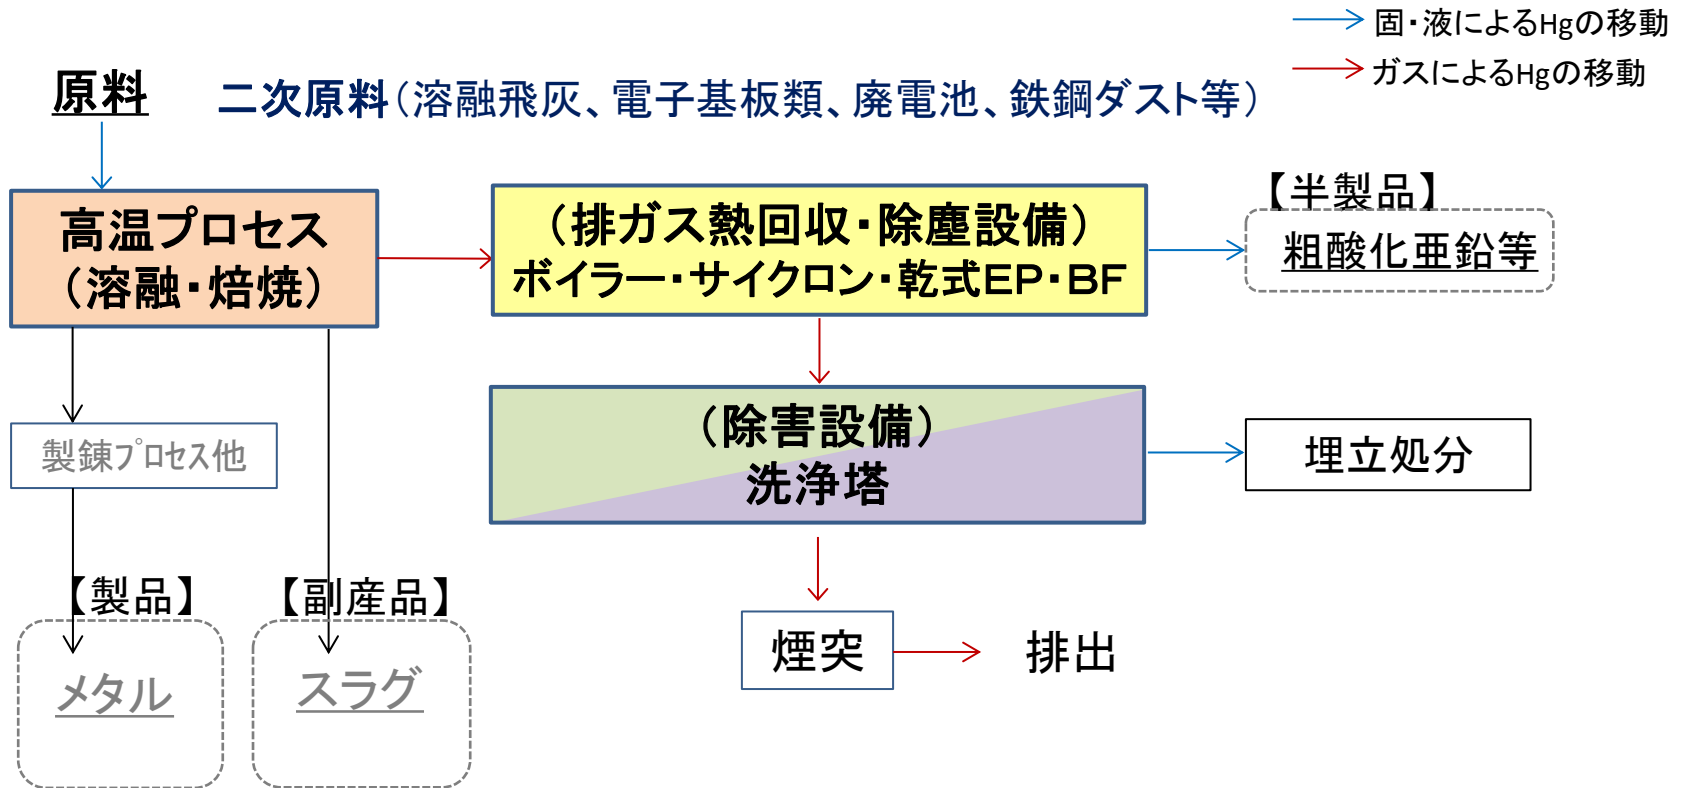 固・液によるHgの移動
ガスによるHgの移動
原料
二次原料（溶融飛灰、電子基板類、廃電池、鉄鋼ダスト等）
高温プロセス
（溶融・焙焼）
（排ガス熱回収・除塵設備）
ボイラー・サイクロン・乾式EP・BF
【半製品】
粗酸化亜鉛等
製錬プロセス他
（除害設備）
洗浄塔
埋立処分
【製品】
メタル
【副産品】
スラグ
煙突
排出